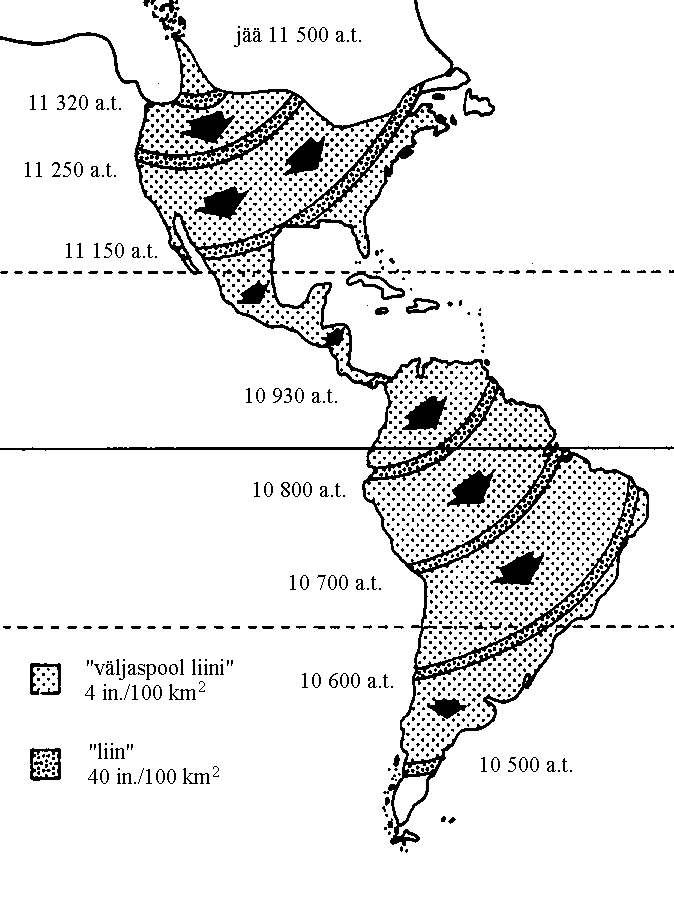 jää 11 500 a.t.
11 320 a.t.
11 250 a.t.
11 150 a.t.
10 930 a.t.
10 800 a.t.
10 700 a.t.
10 600 a.t.
10 500 a.t.
"väljaspool liini"
4 in./100 km²
"liin"
40 in./100 km²